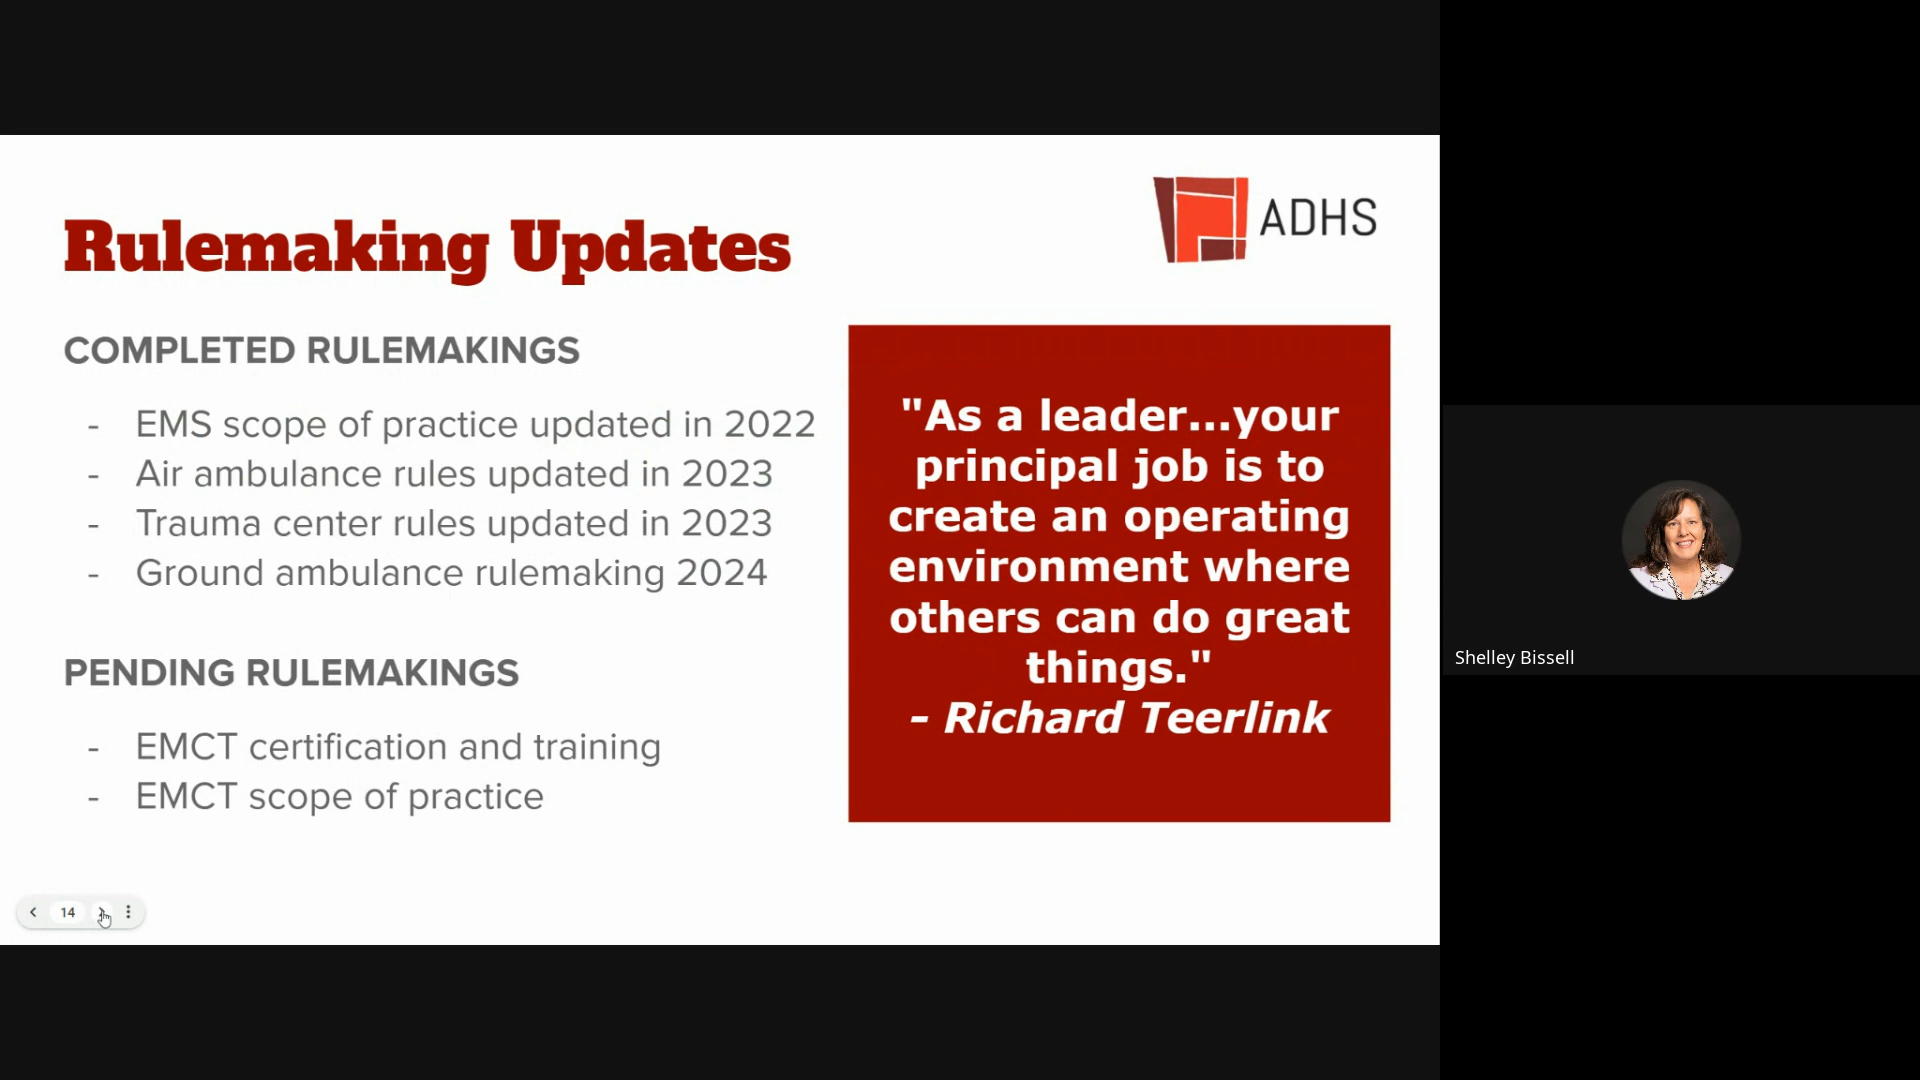 ADHS
Rulemaking Updates
COMPLETED RULEMAKINGS
- EMS scope of practice updated in 2022
- Air ambulance rules updated in 2023
- Trauma center rules updated in 2023
- Ground ambulance rulemaking 2024
PENDING RULEMAKINGS
- EMCT certification and training
- EMCT scope of practice
"As a leader...your
principal job is to
create an operating
environment where
others can do great
things."
- Richard Teerlink
14
Shelley Bissell